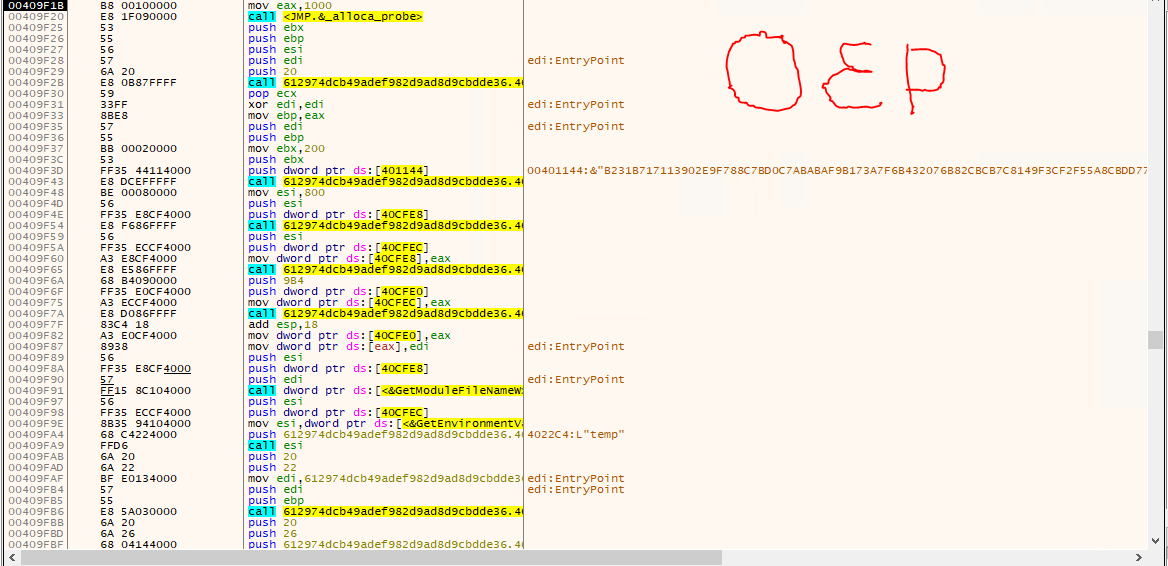 OEP
00409F1B B8 00100000 mov eax,1000
00409F20 E8 1F090000 call <JMP.&_alloca_probe>
00409F25 53 push ebx
00409F26 55 push ebp
00409F27 56 push esi
00409F28 57 push edi edi:EntryPoint
00409F29 6A 20 push 20
00409F2B E8 0B87FFFF call 612974dcb49adef982d9ad8d9cbdde36.40
00409F30 59 pop ecx
00409F31 33FF xor edi,edi edi:EntryPoint
00409F33 8BE8 mov ebp,eax
00409F35 57 push edi edi:EntryPoint
00409F36 55 push ebp
00409F37 BB 00020000 mov ebx,200
00409F3C 53 push ebx
00409F3D FF35 44114000 push dword ptr ds:[401144] 00401144:&"B231B717113902E9F788C7BD0C7ABABAF9B173A7F6B432076B82CBCB7C8149F3CF2F55A8CBDD77
00409F43 E8 DCEFFFFF call 612974dcb49adef982d9ad8d9cbdde36.40
00409F48 BE 00080000 mov esi,800
00409F4D 56 push esi
00409F4E FF35 E8CF4000 push dword ptr ds:[40CFE8]
00409F54 E8 F686FFFF call 612974dcb49adef982d9ad8d9cbdde36.40
00409F59 56 push esi
00409F5A FF35 ECCF4000 push dword ptr ds:[40CFEC]
00409F60 A3 E8CF4000 mov dword ptr ds:[40CFE8],eax
00409F65 E8 E586FFFF call 612974dcb49adef982d9ad8d9cbdde36.40
00409F6A 68 B4090000 push 9B4
00409F6F FF35 E0CF4000 push dword ptr ds:[40CFE0]
00409F75 A3 ECCF4000 mov dword ptr ds:[40CFEC],eax
00409F7A E8 D086FFFF call 612974dcb49adef982d9ad8d9cbdde36.40
00409F7F 83C4 18 add esp,18
00409F82 A3 E0CF4000 mov dword ptr ds:[40CFE0],eax
00409F87 8938 mov dword ptr ds:[eax],edi edi:EntryPoint
00409F89 56 push esi
00409F8A FF35 E8CF4000 push dword ptr ds:[40CFE8]
00409F90 57 push edi edi:EntryPoint
00409F91 FF15 8C104000 call dword ptr ds:[<&GetModuleFileNameW>
00409F97 56 push esi
00409F98 FF35 ECCF4000 push dword ptr ds:[40CFEC]
00409F9E 8B35 94104000 mov esi,dword ptr ds:[<&GetEnvironmentVa
00409FA4 68 C4224000 push 612974dcb49adef982d9ad8d9cbdde36.40 4022C4:L"temp"
00409FA9 FFD6 call esi
00409FAB 6A 20 push 20
00409FAD 6A 22 push 22
00409FAF BF E0134000 mov edi,612974dcb49adef982d9ad8d9cbdde36 edi:EntryPoint
00409FB4 57 push edi edi:EntryPoint
00409FB5 55 push ebp
00409FB6 E8 5A030000 call 612974dcb49adef982d9ad8d9cbdde36.40
00409FBB 6A 20 push 20
00409FBD 6A 26 push 26
00409FBF 68 04144000 push 612974dcb49adef982d9ad8d9cbdde36.40